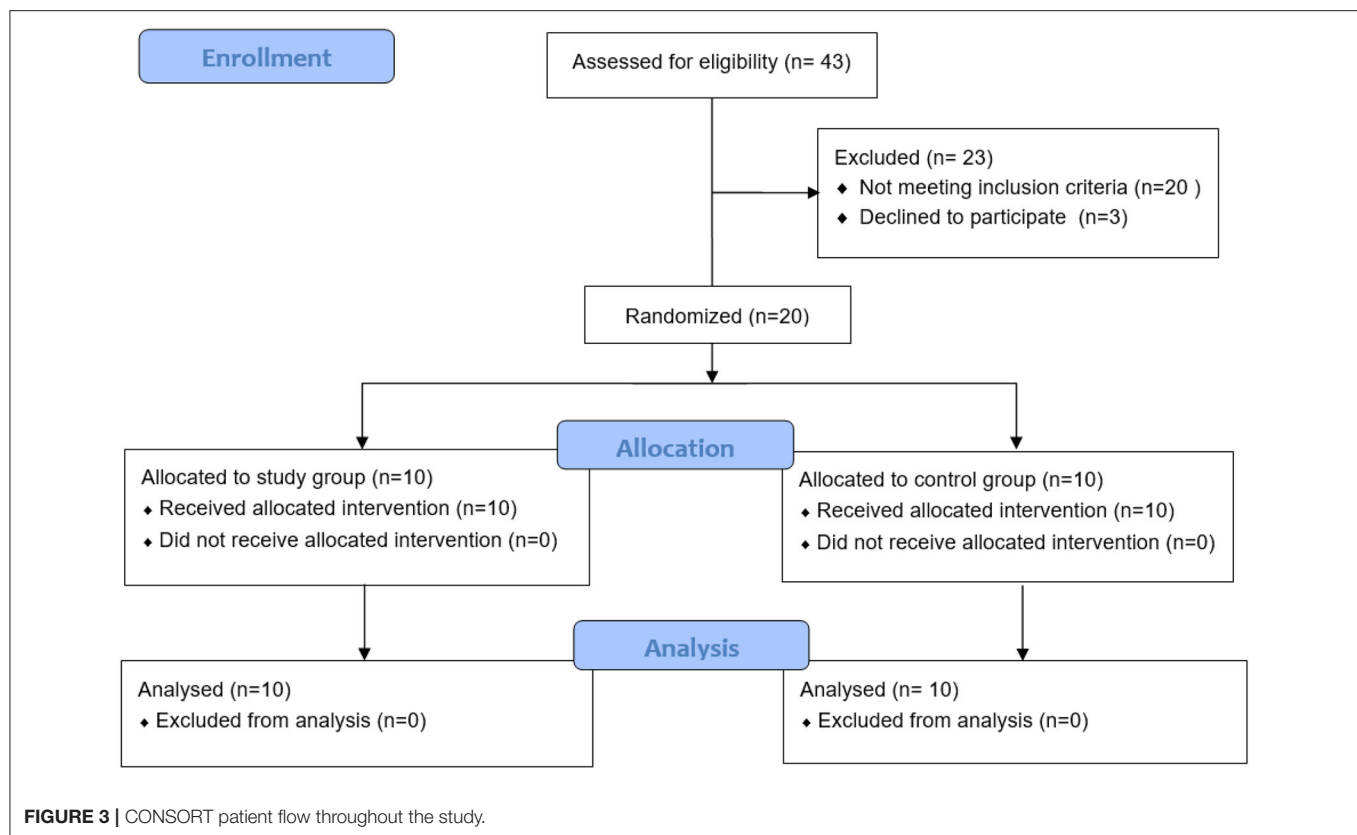 Enrollment
Assessed for eligibility (n= 43)
Excluded (n= 23)
♦ Not meeting inclusion criteria (n=20 )
♦ Declined to participate (n=3)
Randomized (n=20)
Allocation
Allocated to study group (n=10)
♦ Received allocated intervention (n=10)
♦ Did not receive allocated intervention (n=0)
Allocated to control group (n=10)
♦ Received allocated intervention (n=10)
♦ Did not receive allocated intervention (n=0)
Analysis
Analysed (n=10)
♦ Excluded from analysis (n=0)
Analysed (n= 10)
♦ Excluded from analysis (n=0)
FIGURE 3 | CONSORT patient flow throughout the study.